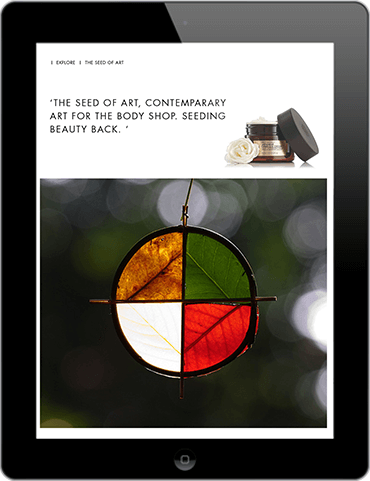 | EXPLORE | THE SEED OF ART
‘THE SEED OF ART, CONTEMPARARY
ART FOR THE BODY SHOP. SEEDING
BEAUTY BACK. ‘